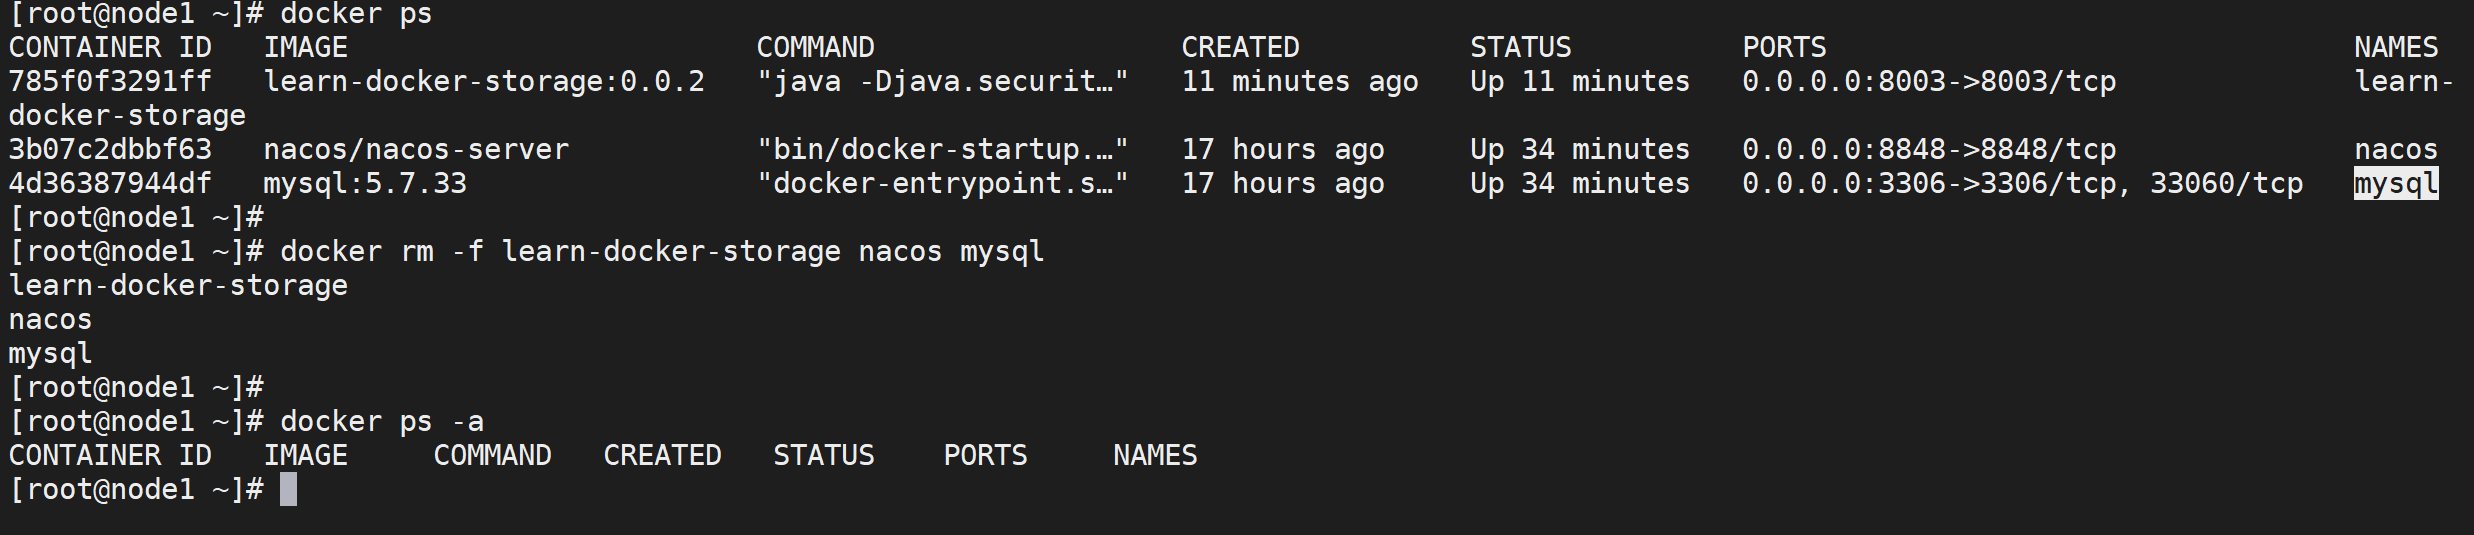 [root@node1 ~]# docker ps
CONTAINER ID   IMAGE                        COMMAND                  CREATED          STATUS          PORTS                               NAMES
785f0f3291ff   learn-docker-storage:0.0.2   "java -Djava.securit…"   11 minutes ago   Up 11 minutes   0.0.0.0:8003->8003/tcp              learn-
docker-storage
3b07c2dbbf63   nacos/nacos-server           "bin/docker-startup.…"   17 hours ago     Up 34 minutes   0.0.0.0:8848->8848/tcp              nacos
4d36387944df   mysql:5.7.33                 "docker-entrypoint.s…"   17 hours ago     Up 34 minutes   0.0.0.0:3306->3306/tcp, 33060/tcp   mysql
[root@node1 ~]#
[root@node1 ~]# docker rm -f learn-docker-storage nacos mysql
learn-docker-storage
nacos
mysql
[root@node1 ~]#
[root@node1 ~]# docker ps -a
CONTAINER ID   IMAGE     COMMAND   CREATED   STATUS    PORTS     NAMES
[root@node1 ~]#